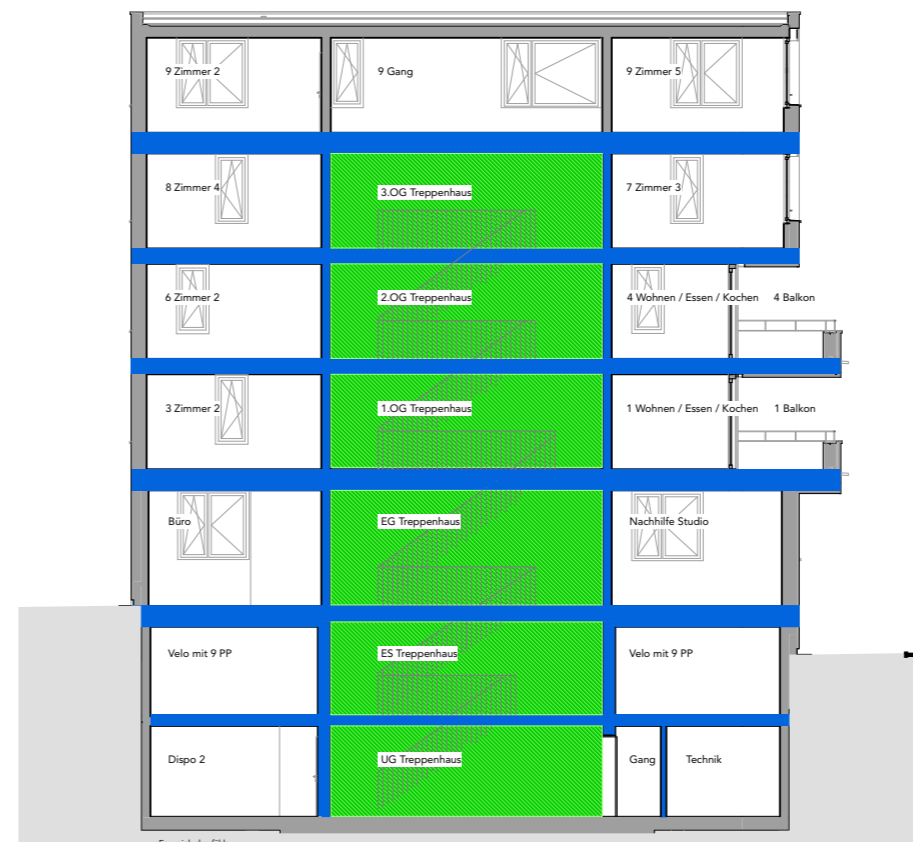 9 Zimmer 2
9 Gang
9 Zimmer 5
8 Zimmer 4
3.OG Treppenhaus
7 Zimmer 3
6 Zimmer 2
2.OG Treppenhaus
4 Wohnen / Essen / Kochen
4 Balkon
3 Zimmer 2
1.OG Treppenhaus
1 Wohnen / Essen / Kochen
1 Balkon
Büro
EG Treppenhaus
Nachhilfe Studio
Velo mit 9 PP
ES Treppenhaus
Velo mit 9 PP
Dispo 2
UG Treppenhaus
Gang
Technik